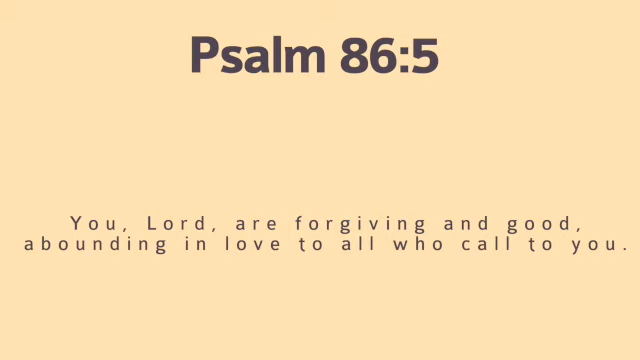 Psalm 86:5
You, Lord, are forgiving and good,
abounding in love to all who call to you.